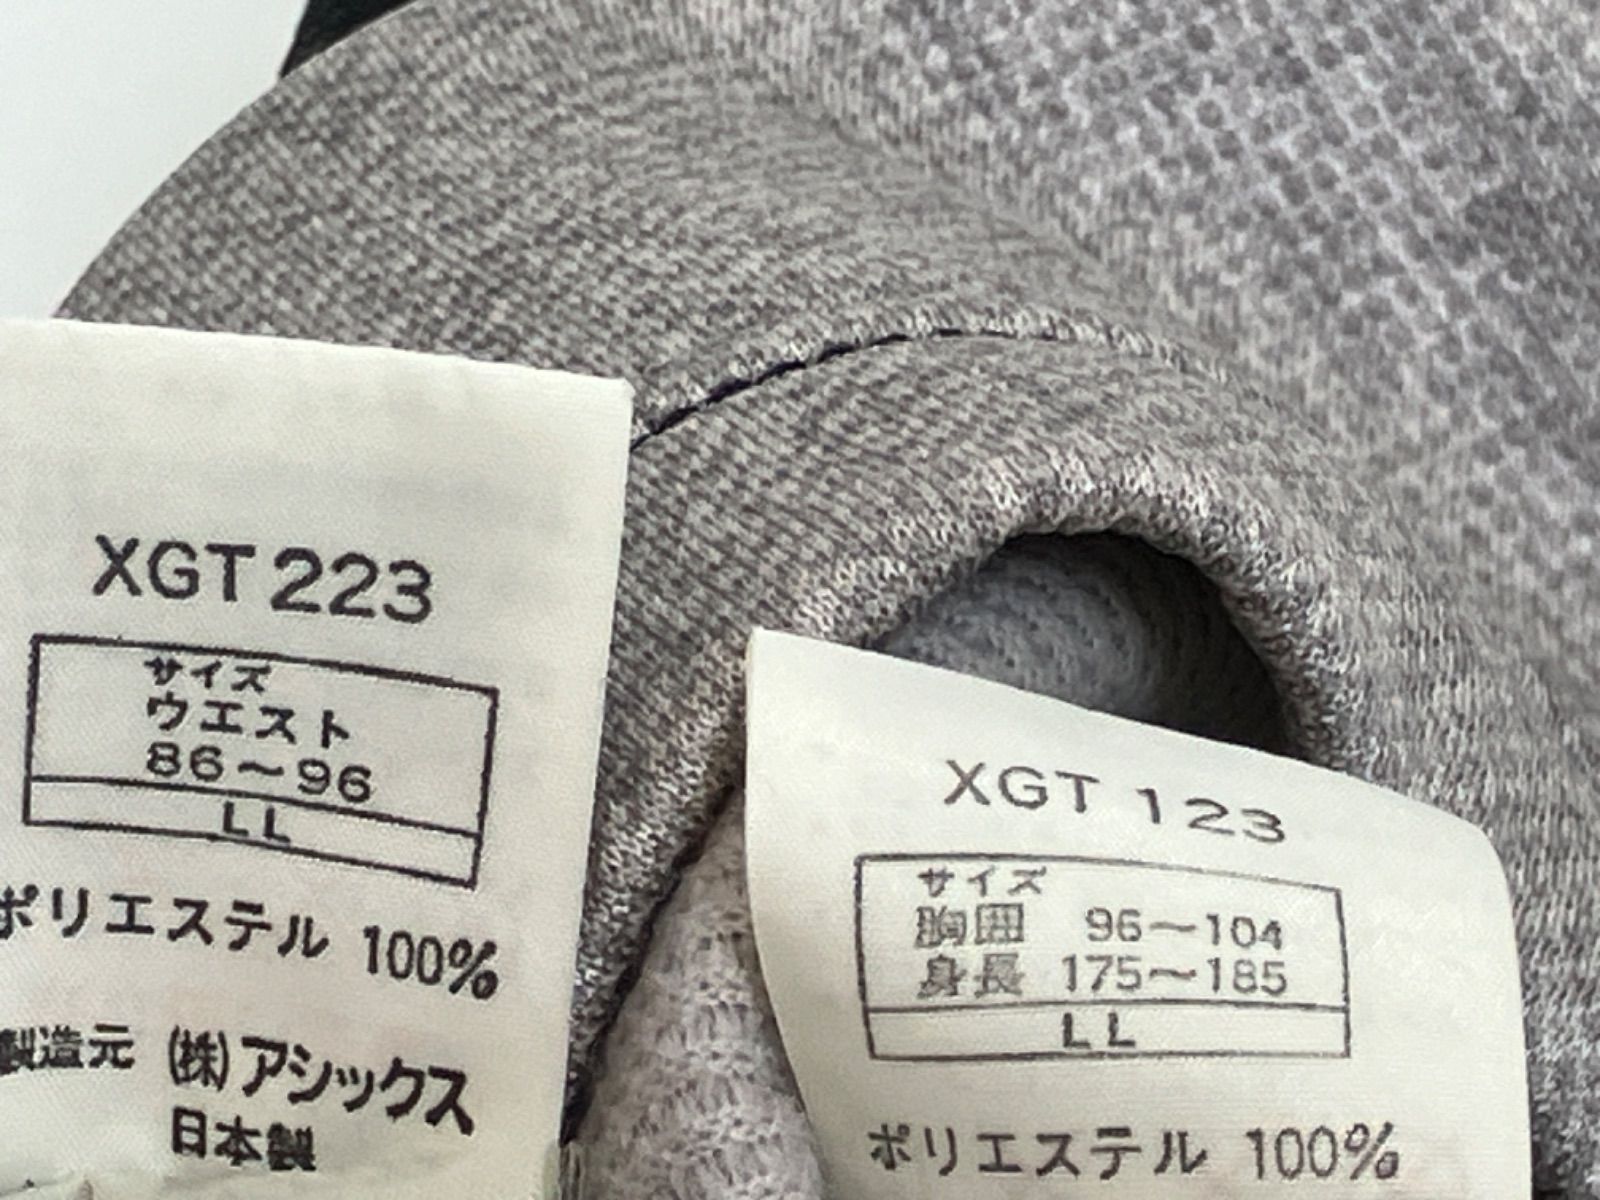 XGT223
サイズ
ウエスト
86～96
LL
ポリエステル 100%
製造元 (株)アシックス
日本製
XGT 123
サイズ
胸囲 96～104
身長 175～185
LL
ポリエステル 100%